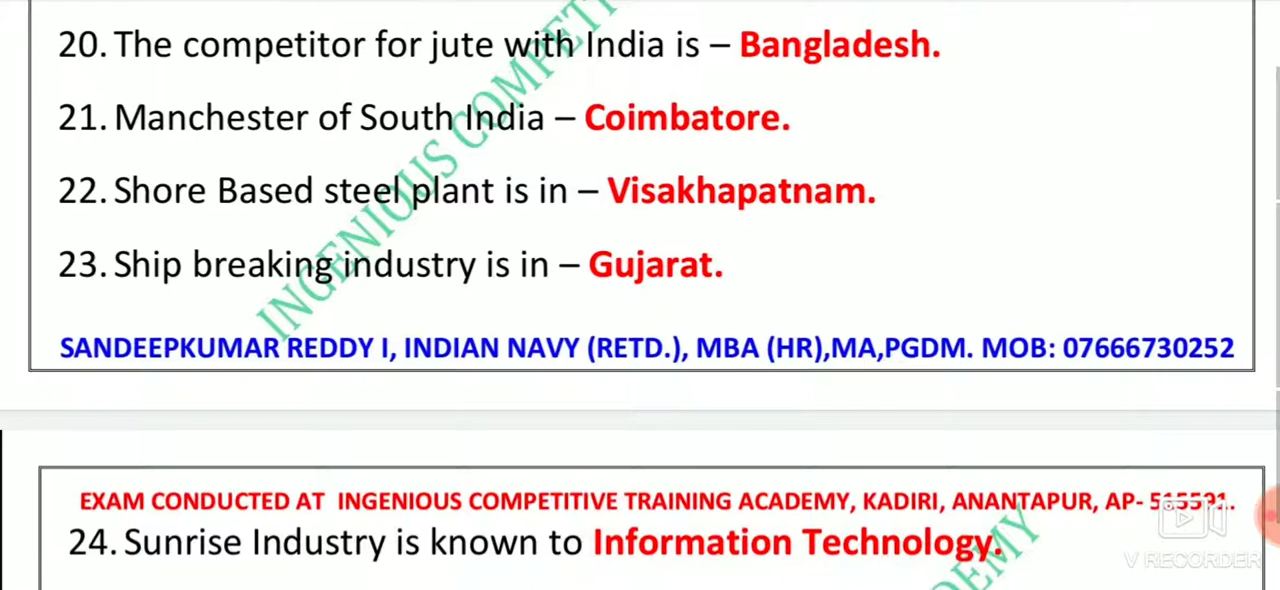 20. The competitor for jute with India is – Bangladesh.
21. Manchester of South India – Coimbatore.
22. Shore Based steel plant is in – Visakhapatnam.
23. Ship breaking industry is in – Gujarat.
INGENIOUS
SANDEEPKUMAR REDDY I, INDIAN NAVY (RETD.), MBA (HR),MA,PGDM. MOB: 07666730252
EXAM CONDUCTED AT INGENIOUS COMPETITIVE TRAINING ACADEMY, KADIRI, ANANTAPUR, AP- 515591.
24. Sunrise Industry is known to Information Technology.
V RECORDER